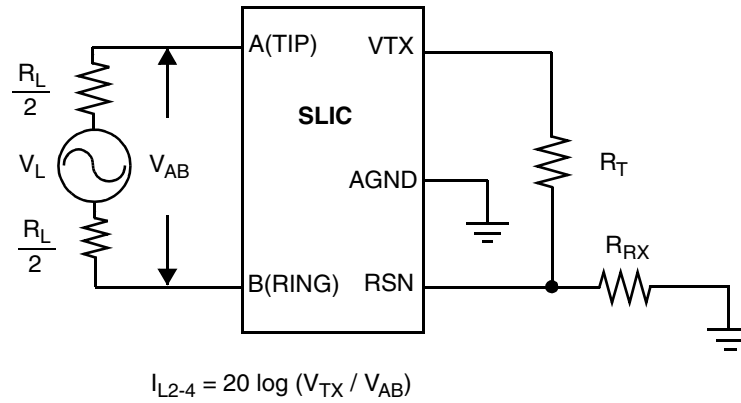 A(TIP)
VTX
R_L
2
SLIC
V_L
V_AB
R_T
AGND
R_L
2
R_RX
B(RING)
RSN
I_L2-4 = 20 log (V_TX / V_AB)